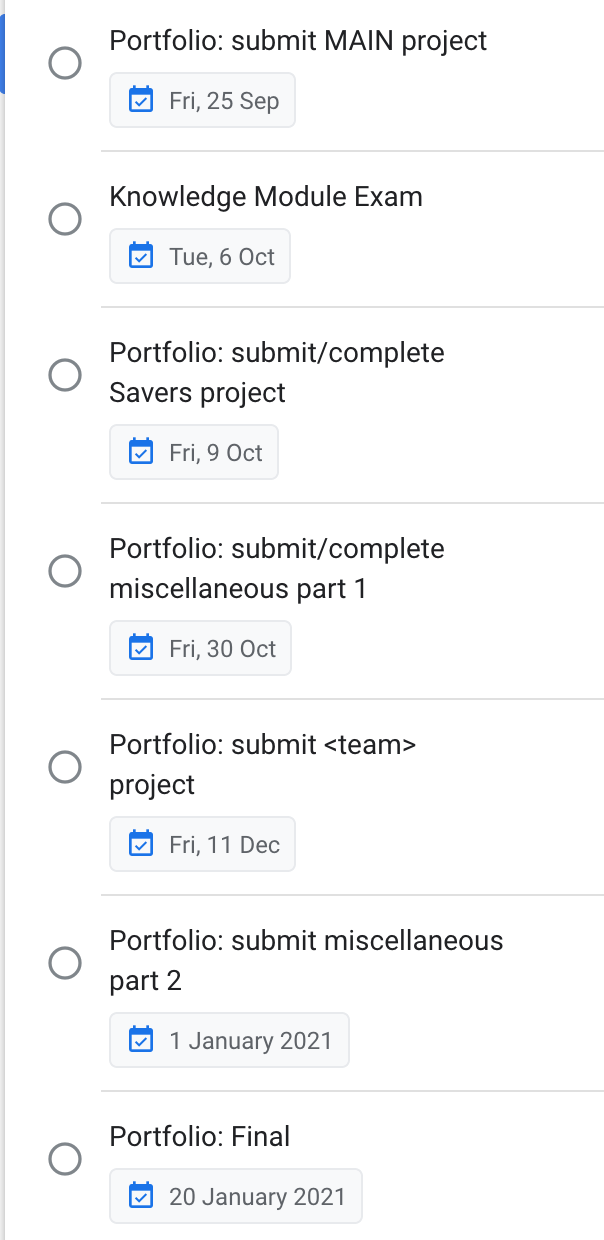 Portfolio: submit MAIN project
Fri, 25 Sep
Knowledge Module Exam
Tue, 6 Oct
Portfolio: submit/complete
Savers project
Fri, 9 Oct
Portfolio: submit/complete
miscellaneous part 1
Fri, 30 Oct
Portfolio: submit <team>
project
Fri, 11 Dec
Portfolio: submit miscellaneous
part 2
1 January 2021
Portfolio: Final
20 January 2021